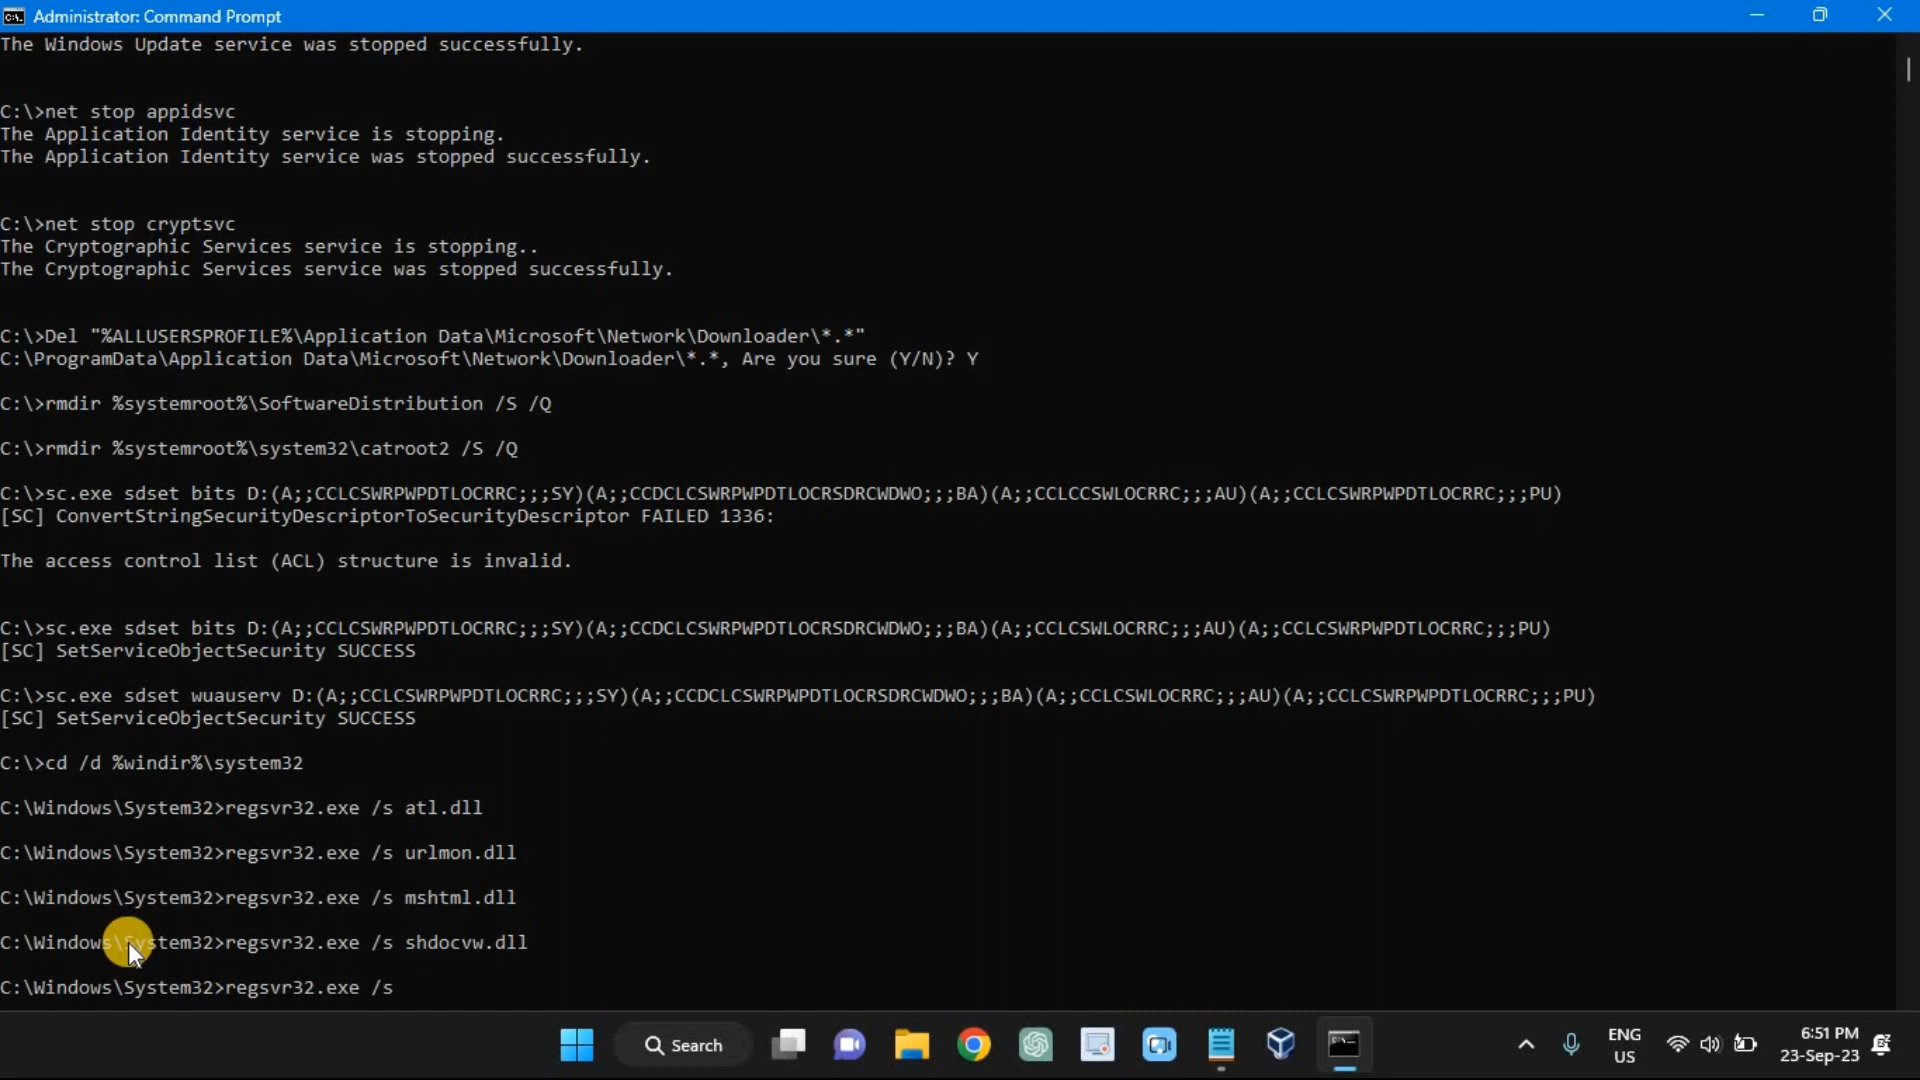 Administrator: Command Prompt
The Windows Update service was stopped successfully.
C:\>net stop appidsvc
The Application Identity service is stopping.
The Application Identity service was stopped successfully.
C:\>net stop cryptsvc
The Cryptographic Services service is stopping..
The Cryptographic Services service was stopped successfully.
C:\>Del "%ALLUSERSPROFILE%\Application Data\Microsoft\Network\Downloader\*.*"
C:\ProgramData\Application Data\Microsoft\Network\Downloader\*.*, Are you sure (Y/N)? Y
C:\>rmdir %systemroot%\SoftwareDistribution /S /Q
C:\>rmdir %systemroot%\system32\catroot2 /S /Q
C:\>sc.exe sdset bits D:(A;;CCLCSWRPWPDTLOCRRC;;;SY)(A;;CCDCLCSWRPWPDTLOCRSDRCWDWO;;;BA)(A;;CCLCCSWLOCRRC;;;AU)(A;;CCLCSWRPWPDTLOCRRC;;;PU)
[SC] ConvertStringSecurityDescriptorToSecurityDescriptor FAILED 1336:
The access control list (ACL) structure is invalid.
C:\>sc.exe sdset bits D:(A;;CCLCSWRPWPDTLOCRRC;;;SY)(A;;CCDCLCSWRPWPDTLOCRSDRCWDWO;;;BA)(A;;CCLCSWLOCRRC;;;AU)(A;;CCLCSWRPWPDTLOCRRC;;;PU)
[SC] SetServiceObjectSecurity SUCCESS
C:\>sc.exe sdset wuauserv D:(A;;CCLCSWRPWPDTLOCRRC;;;SY)(A;;CCDCLCSWRPWPDTLOCRSDRCWDWO;;;BA)(A;;CCLCSWLOCRRC;;;AU)(A;;CCLCSWRPWPDTLOCRRC;;;PU)
[SC] SetServiceObjectSecurity SUCCESS
C:\>cd /d %windir%\system32
C:\Windows\System32>regsvr32.exe /s atl.dll
C:\Windows\System32>regsvr32.exe /s urlmon.dll
C:\Windows\System32>regsvr32.exe /s mshtml.dll
C:\Windows\System32>regsvr32.exe /s shdocvw.dll
C:\Windows\System32>regsvr32.exe /s
Search
ENG
US
6:51 PM
23-Sep-23